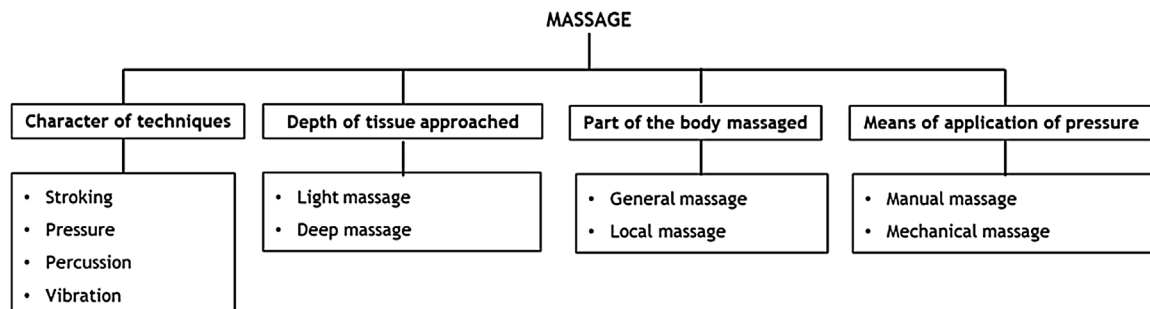 MASSAGE
Character of techniques
• Stroking
• Pressure
• Percussion
• Vibration
Depth of tissue approached
• Light massage
• Deep massage
Part of the body massaged
• General massage
• Local massage
Means of application of pressure
• Manual massage
• Mechanical massage